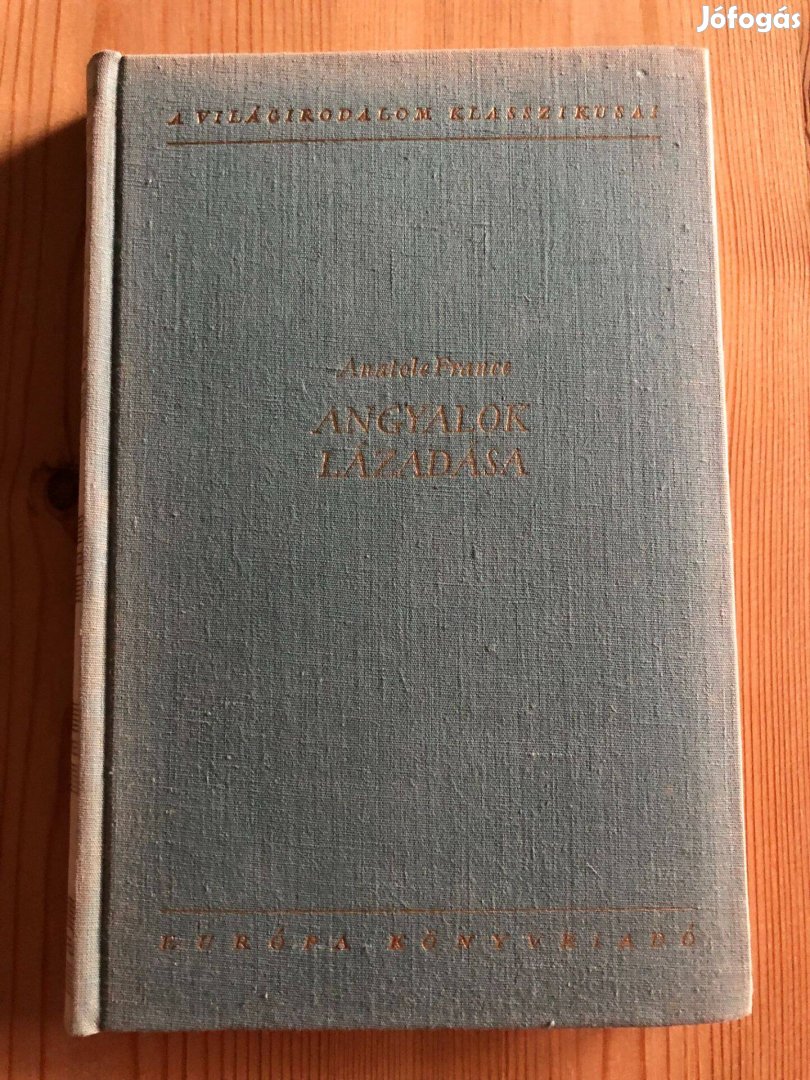 Jófogás
A VILÁGIRODALOM KLASSZIKUSAI
Anatole France
ANGYALOK
LÁZADÁSA
EURÓPA KÖNYVKIADÓ